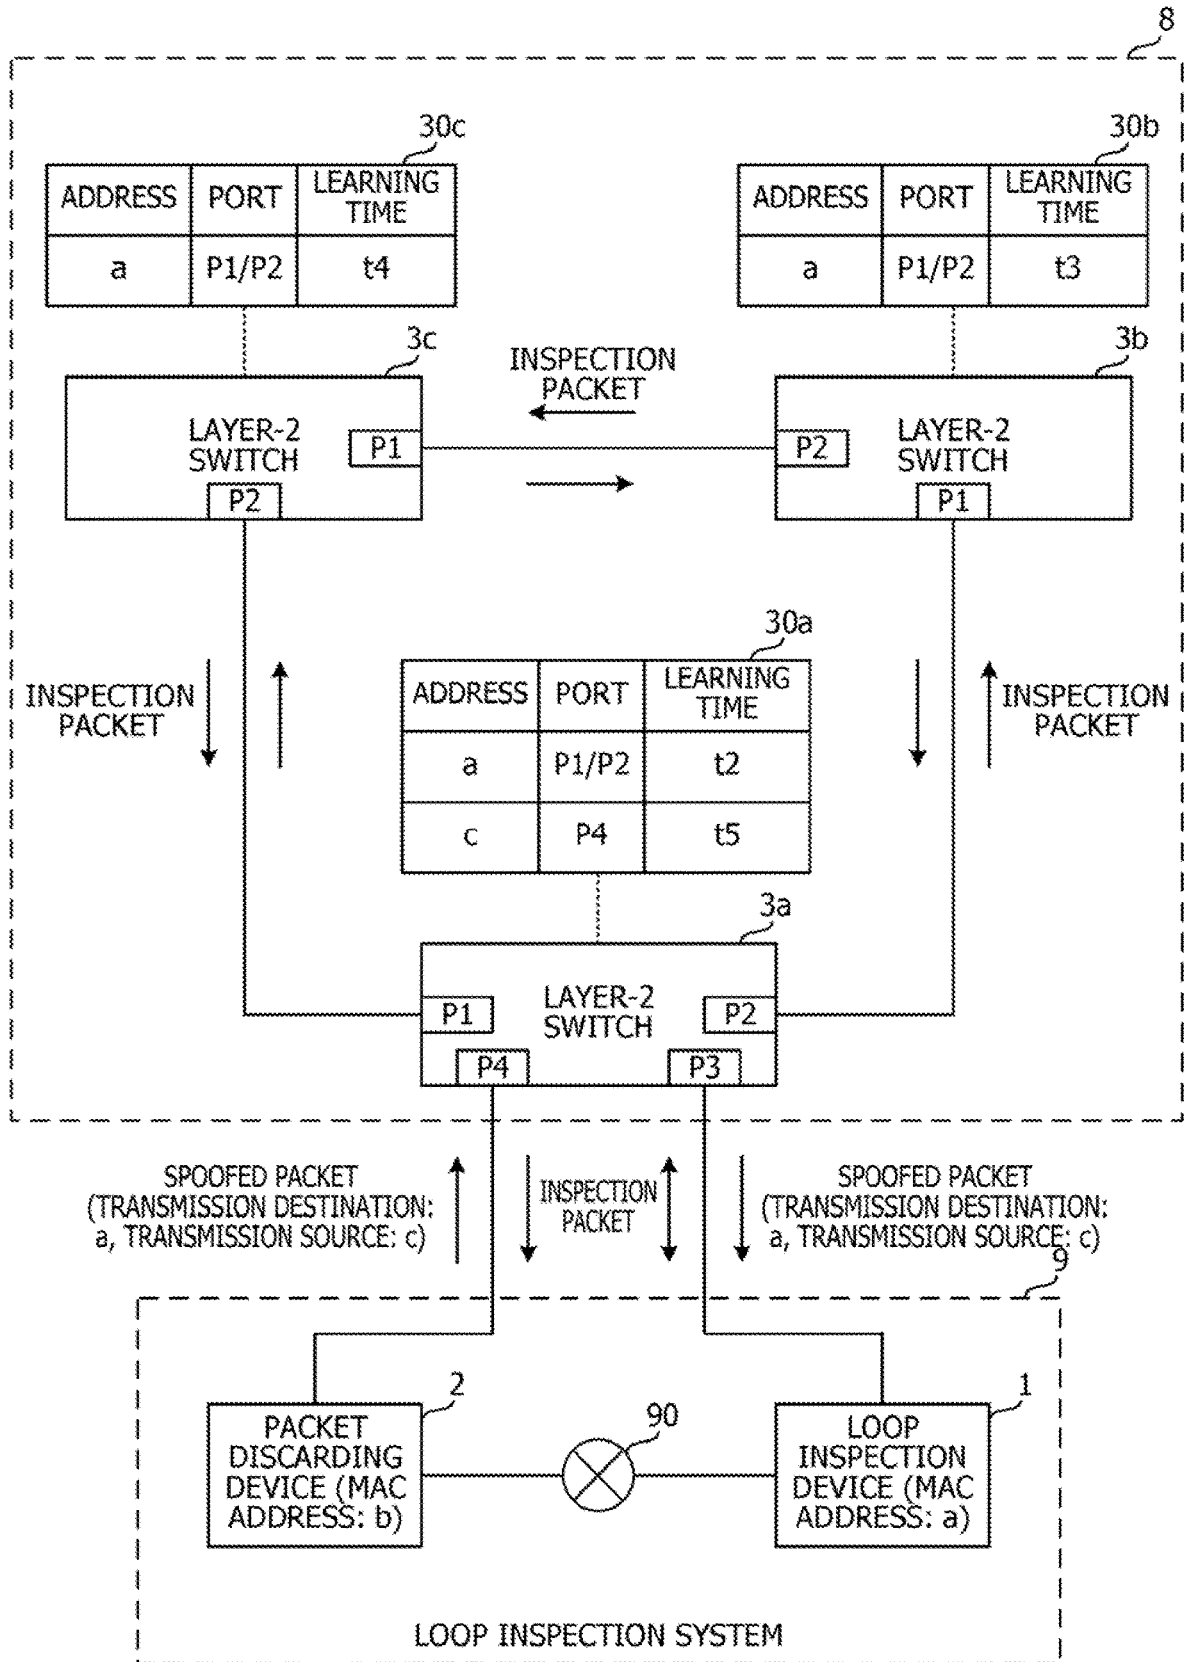 8
30c
30b
ADDRESS PORT LEARNING TIME
a P1/P2 t4
ADDRESS PORT LEARNING TIME
a P1/P2 t3
3c
3b
INSPECTION
PACKET
LAYER-2
SWITCH
P1
P2
P2
LAYER-2
SWITCH
P1
30a
ADDRESS PORT LEARNING TIME
a P1/P2 t2
c P4 t5
INSPECTION
PACKET
INSPECTION
PACKET
3a
P1
LAYER-2
SWITCH
P2
P4
P3
SPOOFED PACKET
(TRANSMISSION DESTINATION:
a, TRANSMISSION SOURCE: c)
INSPECTION
PACKET
SPOOFED PACKET
(TRANSMISSION DESTINATION:
a, TRANSMISSION SOURCE: c)
9
2
PACKET
DISCARDING
DEVICE (MAC
ADDRESS: b)
90
1
LOOP
INSPECTION
DEVICE (MAC
ADDRESS: a)
LOOP INSPECTION SYSTEM